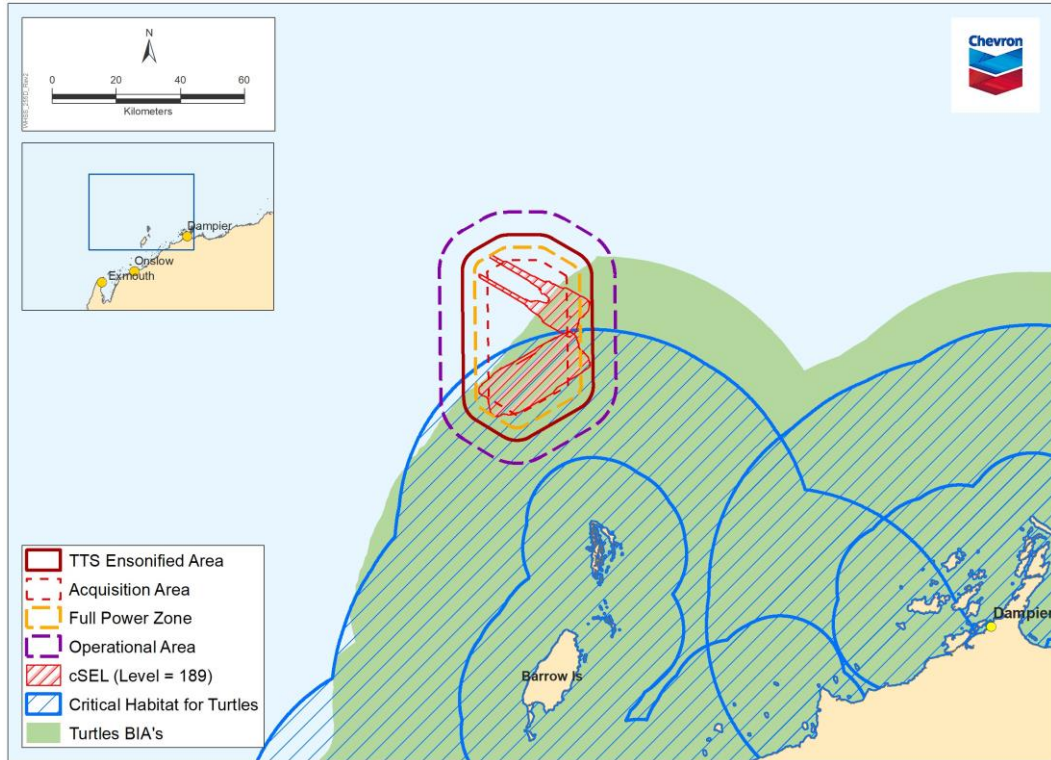 N
0 20 40 60
Kilometers
WHSE_255D_Rev2
Chevron
Dampier
Onslow
Exmouth
TTS Ensonified Area
Acquisition Area
Full Power Zone
Operational Area
cSEL (Level = 189)
Critical Habitat for Turtles
Turtles BIA's
Barrow Is
Dampier